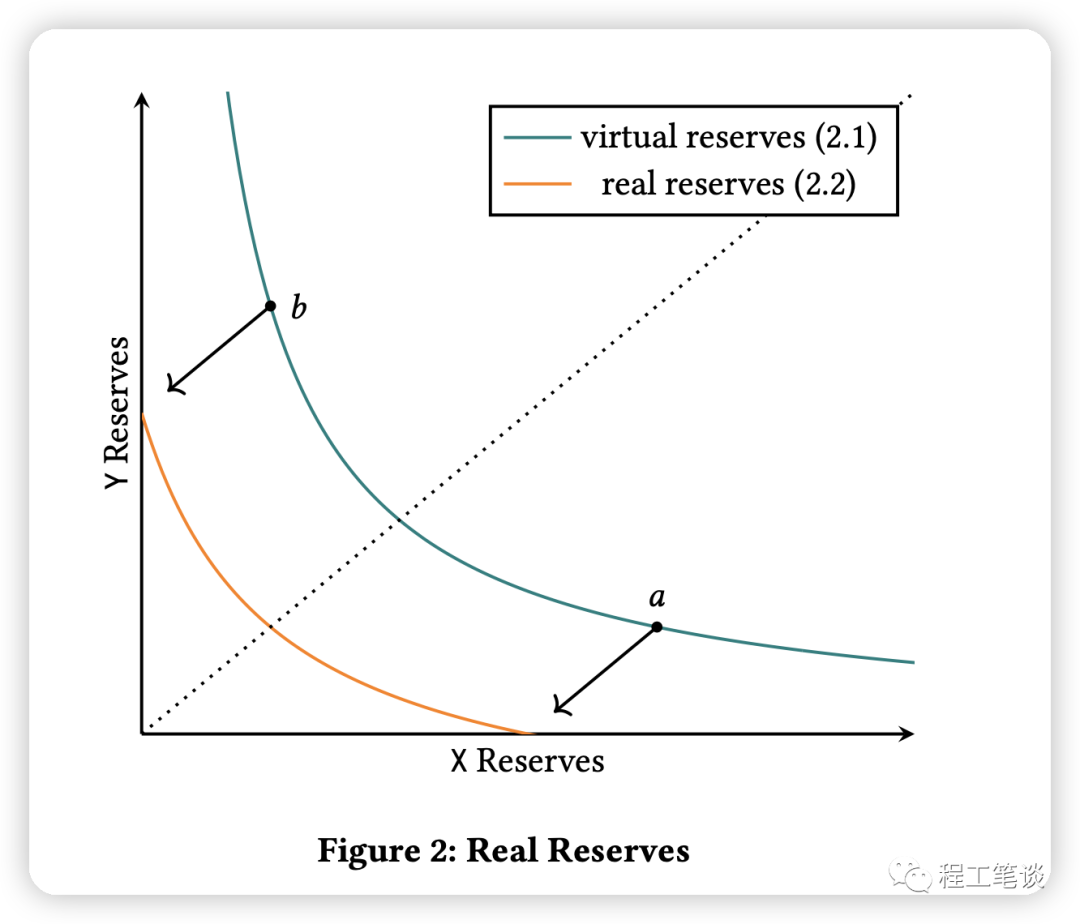 virtual reserves (2.1)
real reserves (2.2)
b
Y Reserves
a
X Reserves
Figure 2: Real Reserves
程工笔谈